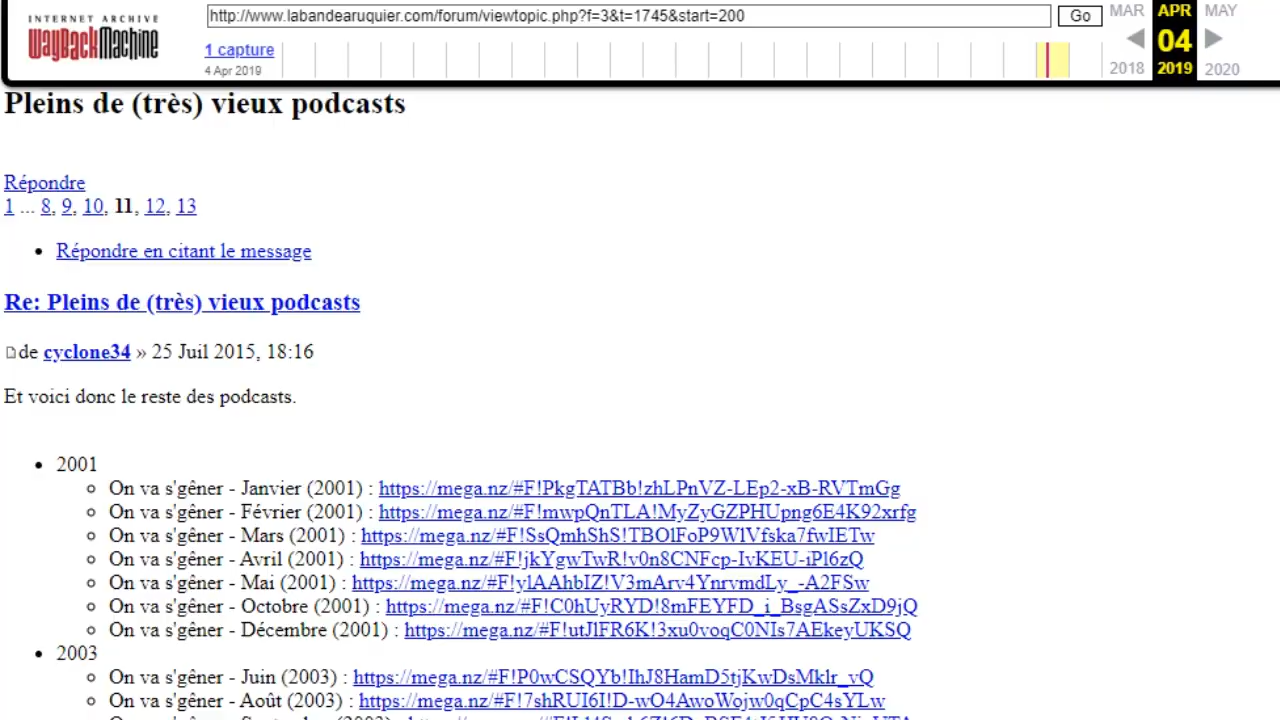 INTERNET ARCHIVE
WayBackMachine
http://www.labandearuquier.com/forum/viewtopic.php?f=3&t=1745&start=200
Go
MAR APR MAY
1 capture
04
4 Apr 2019
2018 2019 2020
Pleins de (très) vieux podcasts
Répondre
1 ... 8, 9, 10, 11, 12, 13
• Répondre en citant le message
Re: Pleins de (très) vieux podcasts
de cyclone34 » 25 Juil 2015, 18:16
Et voici donc le reste des podcasts.
• 2001
On va s'gêner - Janvier (2001) : https://mega.nz/#F!PkgTATBb!zhLPnVZ-LEp2-xB-RVTmGg
On va s'gêner - Février (2001) : https://mega.nz/#F!mwpQnTLA!MyZyGZPHUpng6E4K92xrfg
On va s'gêner - Mars (2001) : https://mega.nz/#F!SsQmhShS!TBOlFoP9WlVfska7fwIETw
On va s'gêner - Avril (2001) : https://mega.nz/#F!jkYgwTwR!v0n8CNFcp-IvKEU-iPl6zQ
On va s'gêner - Mai (2001) : https://mega.nz/#F!ylAAhbIZ!V3mArv4YnrvmdLy_-A2FSw
On va s'gêner - Octobre (2001) : https://mega.nz/#F!C0hUyRYD!8mFEYFD_i_BsgASsZxD9jQ
On va s'gêner - Décembre (2001) : https://mega.nz/#F!utJlFR6K!3xu0voqC0NIs7AEkeyUKSQ
• 2003
On va s'gêner - Juin (2003) : https://mega.nz/#F!P0wCSQYb!IhJ8HamD5tjKwDsMklr_vQ
On va s'gêner - Août (2003) : https://mega.nz/#F!7shRUI6I!D-wO4AwoWojw0qCpC4sYLw